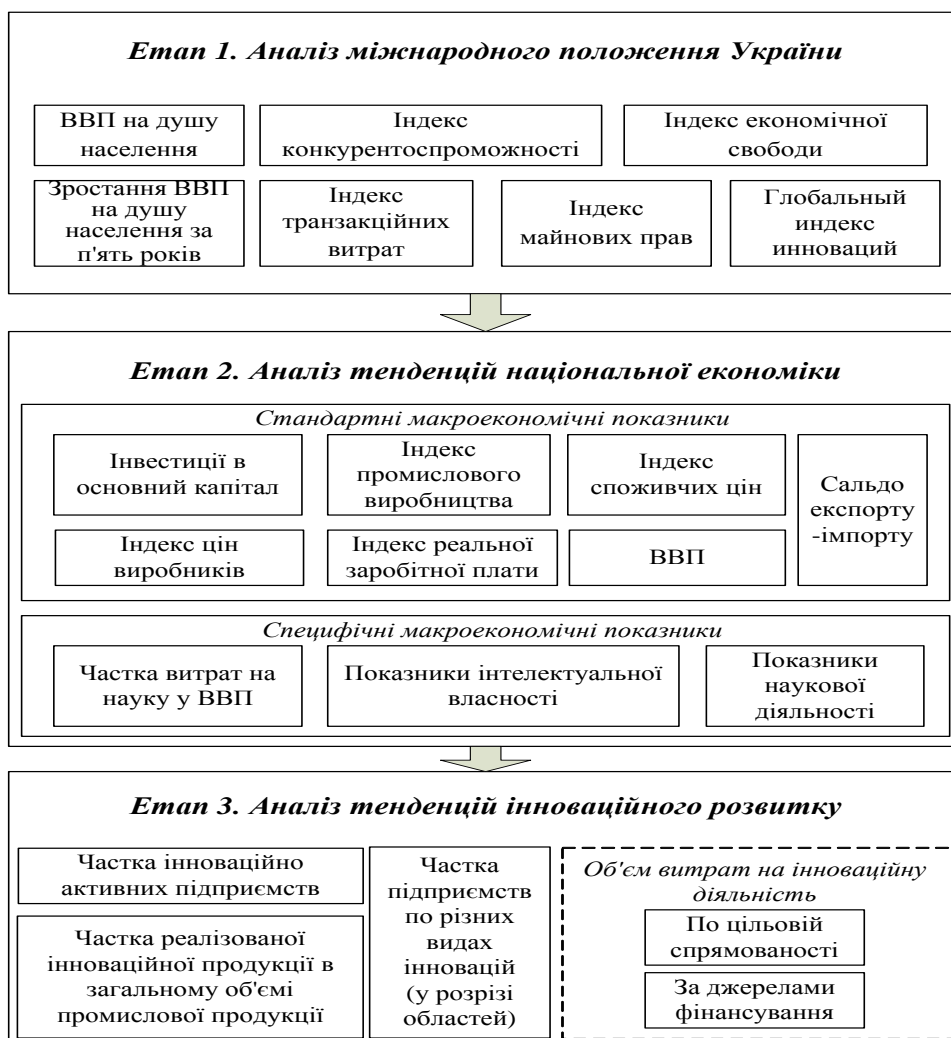 Етап 1. Аналіз міжнародного положення України
ВВП на душу
населення
Індекс
конкурентоспроможності
Індекс економічної
свободи
Зростання ВВП
на душу
населення за
п'ять років
Індекс
транзакційних
витрат
Індекс
майнових прав
Глобальный
индекс
инноваций
Етап 2. Аналіз тенденцій національної економіки
Стандартні макроекономічні показники
Інвестиції в
основний капітал
Індекс
промислового
виробництва
Індекс
споживчих цін
Сальдо
експорту
-імпорту
Індекс цін
виробників
Індекс реальної
заробітної плати
ВВП
Специфічні макроекономічні показники
Частка витрат на
науку у ВВП
Показники інтелектуальної
власності
Показники
наукової
діяльності
Етап 3. Аналіз тенденцій інноваційного розвитку
Частка інноваційно
активних підприємств
Частка реалізованої
інноваційної продукції в
загальному об'ємі
промислової продукції
Частка
підприємств
по різних
видах
інновацій
(у розрізі
областей)
Об'єм витрат на інноваційну
діяльність
По цільовій
спрямованості
За джерелами
фінансування